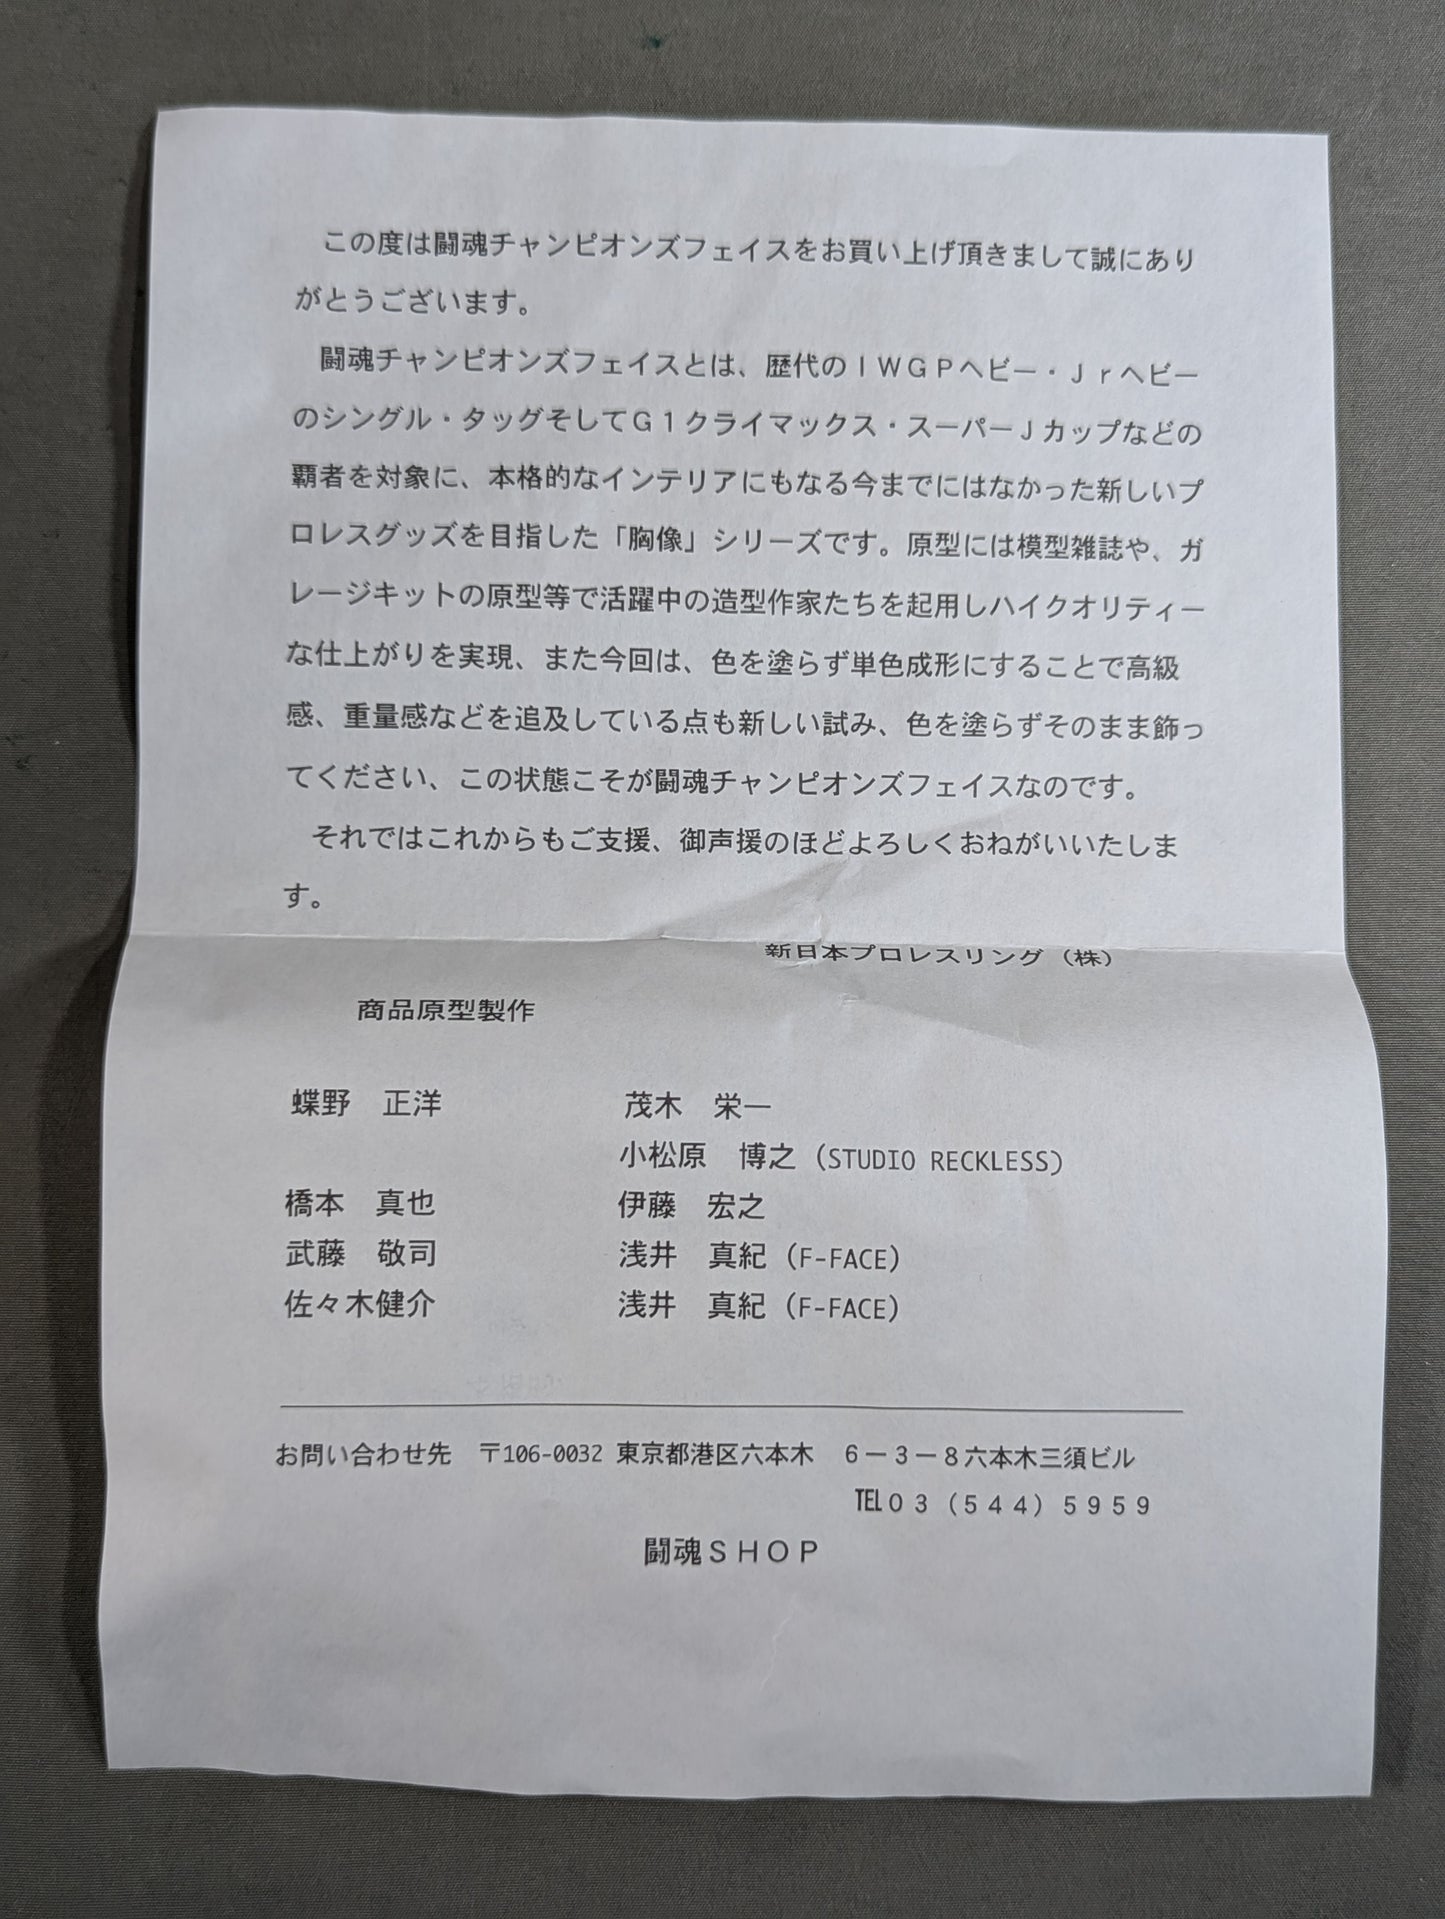 この度は闘魂チャンピオンズフェイスをお買い上げ頂きまして誠にあり
がとうございます。
闘魂チャンピオンズフェイスとは、歴代のＩＷＧＰヘビー・Ｊｒヘビー
のシングル・タッグそしてＧ１クライマックス・スーパーＪカップなどの
覇者を対象に、本格的なインテリアにもなる今までにはなかった新しいプ
ロレスグッズを目指した「胸像」シリーズです。原型には模型雑誌や、ガ
レージキットの原型等で活躍中の造型作家たちを起用しハイクオリティー
な仕上がりを実現、また今回は、色を塗らず単色成形にすることで高級
感、重量感などを追及している点も新しい試み、色を塗らずそのまま飾っ
てください、この状態こそが闘魂チャンピオンズフェイスなのです。
それではこれからもご支援、御声援のほどよろしくおねがいいたしま
す。
新日本プロレスリング（株）
商品原型製作
蝶野　正洋　茂木　栄一
小松原　博之（STUDIO RECKLESS）
橋本　真也　伊藤　宏之
武藤　敬司　浅井　真紀（F-FACE）
佐々木健介　浅井　真紀（F-FACE）
お問い合わせ先　〒106-0032 東京都港区六本木　６－３－８六本木三須ビル
℡０３（５４４）５９５９
闘魂ＳＨＯＰ